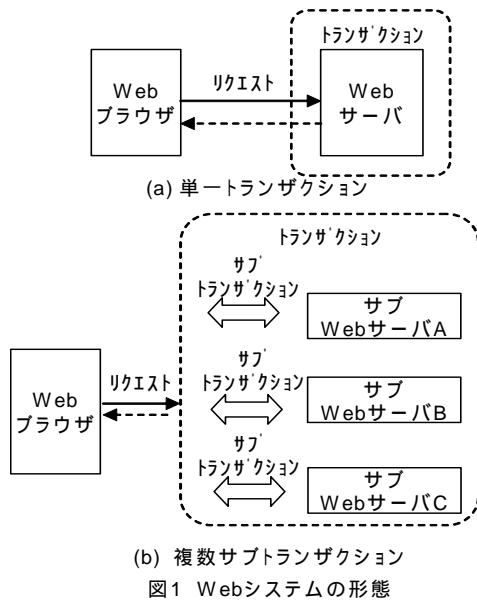 トランザクション
Web
ブラウザ
リクエスト
Web
サーバ
(a) 単一トランザクション
トランザクション
サブ
トランザクション
サブ
WebサーバA
Web
ブラウザ
リクエスト
サブ
トランザクション
サブ
WebサーバB
サブ
トランザクション
サブ
WebサーバC
(b) 複数サブトランザクション
図1 Webシステムの形態